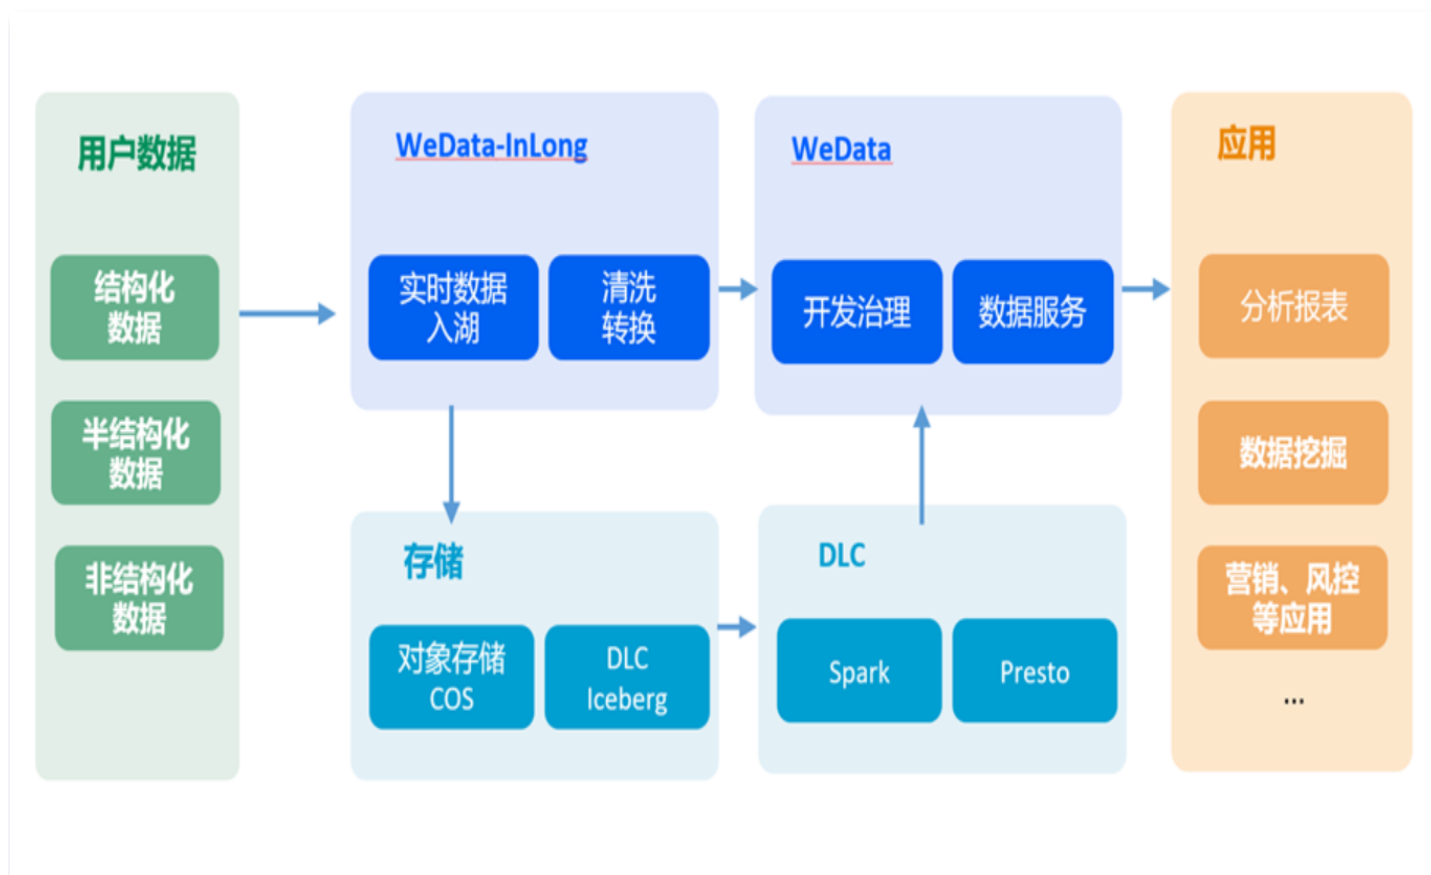 用户数据
结构化
数据
半结构化
数据
非结构化
数据
WeData-InLong
实时数据
入湖
清洗
转换
WeData
开发治理
数据服务
存储
对象存储
COS
DLC
Iceberg
DLC
Spark
Presto
应用
分析报表
数据挖掘
营销、风控
等应用
...